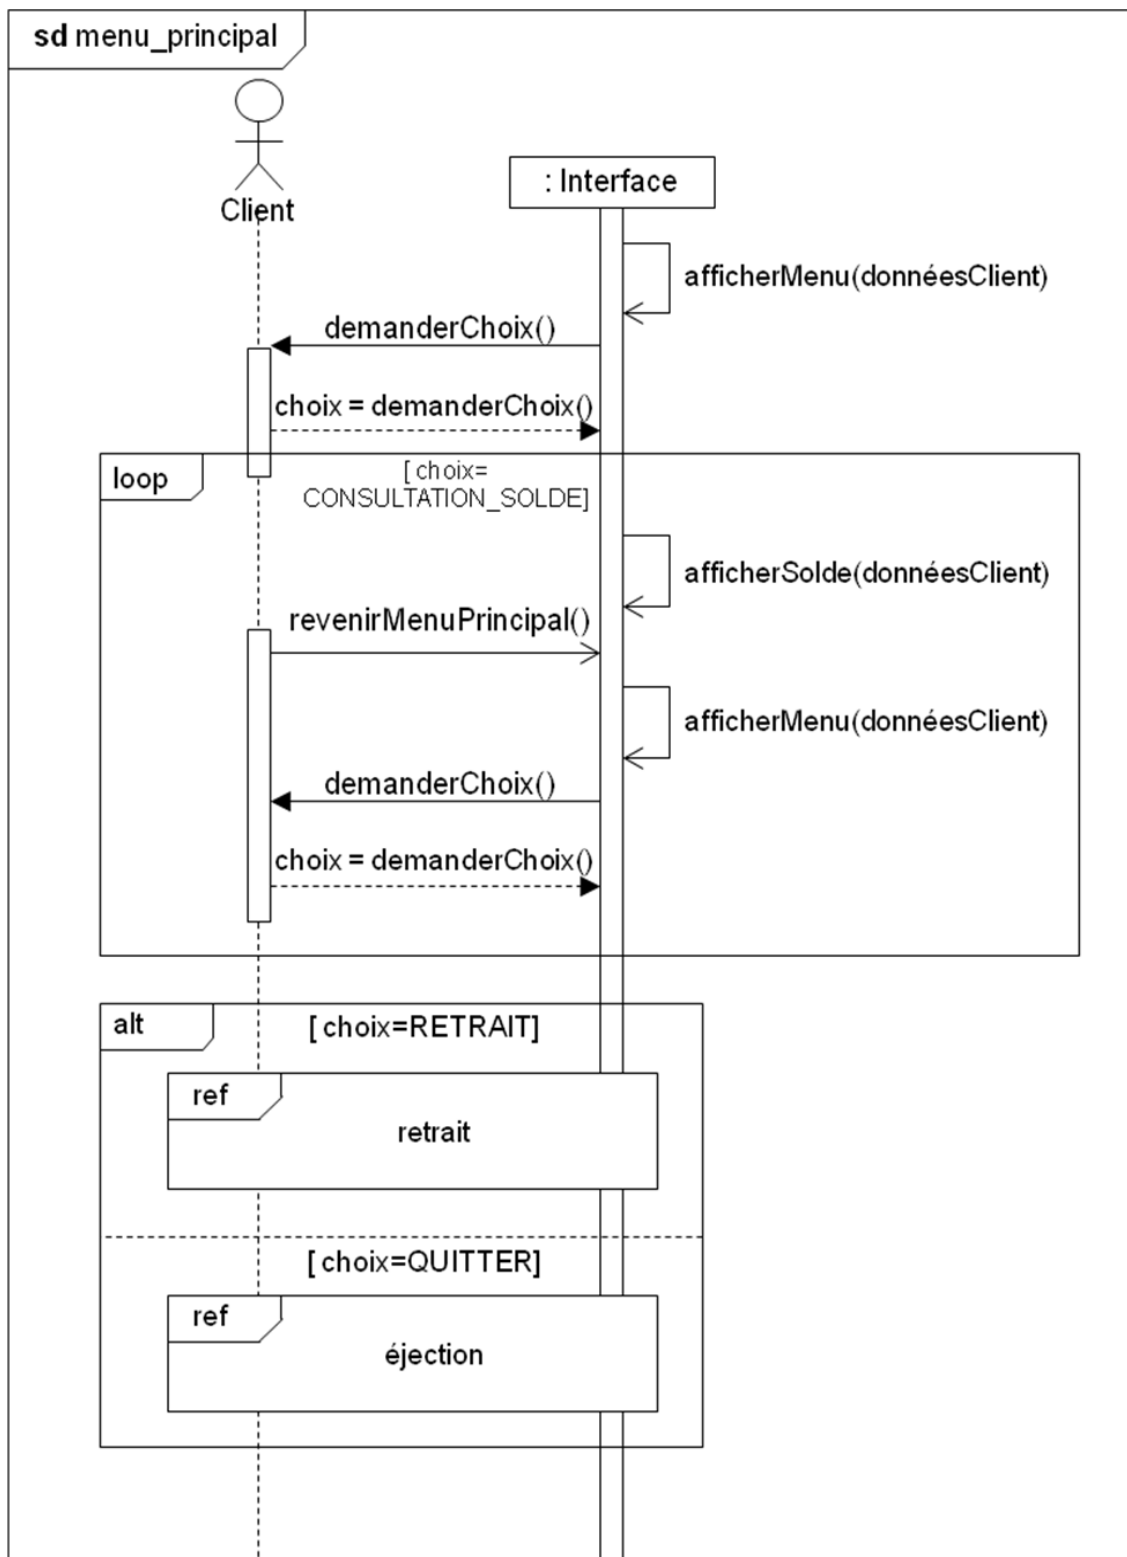 sd menu_principal
Client
: Interface
afficherMenu(donnéesClient)
demanderChoix()
choix = demanderChoix()
loop
[ choix=
CONSULTATION_SOLDE]
afficherSolde(donnéesClient)
revenirMenuPrincipal()
afficherMenu(donnéesClient)
demanderChoix()
choix = demanderChoix()
alt
[ choix=RETRAIT]
ref
retrait
[ choix=QUITTER]
ref
éjection